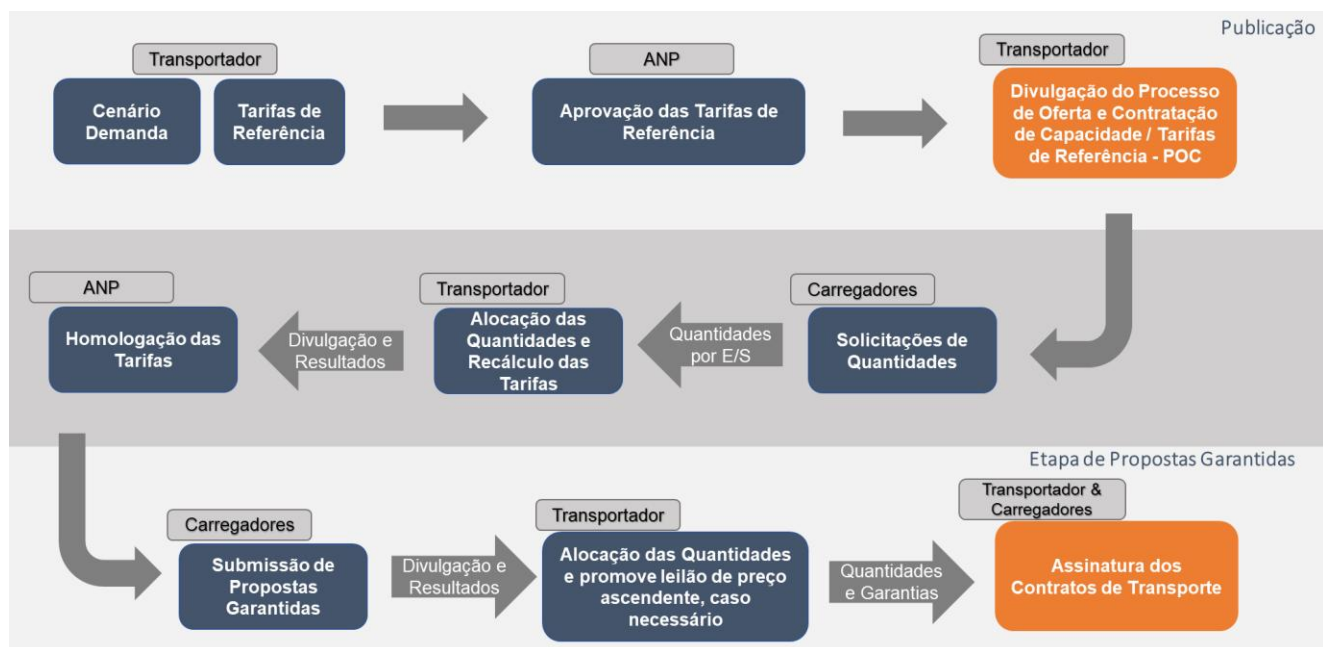 Publicação
Transportador
Cenário
Demanda
Tarifas de
Referência
ANP
Aprovação das Tarifas de
Referência
Transportador
Divulgação do Processo
de Oferta e Contratação
de Capacidade / Tarifas
de Referência - POC
Carregadores
Solicitações de
Quantidades
Quantidades
por E/S
Transportador
Alocação das
Quantidades e
Recálculo das
Tarifas
Divulgação e
Resultados
ANP
Homologação das
Tarifas
Etapa de Propostas Garantidas
Carregadores
Submissão de
Propostas
Garantidas
Divulgação e
Resultados
Transportador
Alocação das Quantidades
e promove leilão de preço
ascendente, caso
necessário
Quantidades
e Garantias
Transportador &
Carregadores
Assinatura dos
Contratos de Transporte